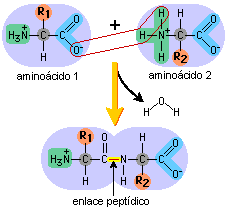 R1 H O
H3N+ C C O-
H
+
H H O
H N+ C C O-
H R2
aminoácido 1 aminoácido 2
H O H
R1 O H O
H3N+ C C N C C O-
H H R2
enlace peptídico